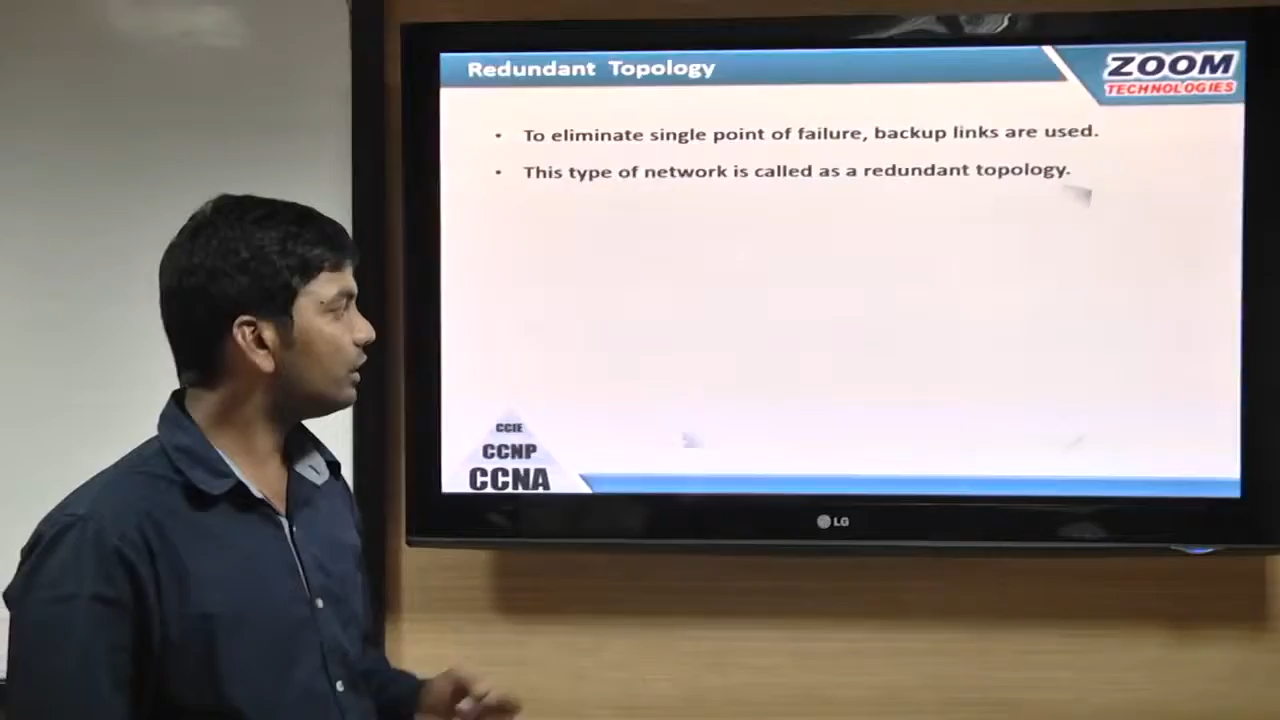 Redundant Topology
ZOOM
TECHNOLOGIES
• To eliminate single point of failure, backup links are used.
• This type of network is called as a redundant topology.
CCIE
CCNP
CCNA
LG